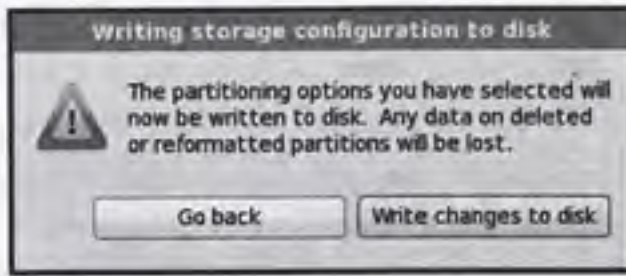 Writing storage configuration to disk
The partitioning options you have selected will
now be written to disk. Any data on deleted
or reformatted partitions will be lost.
Go back
Write changes to disk